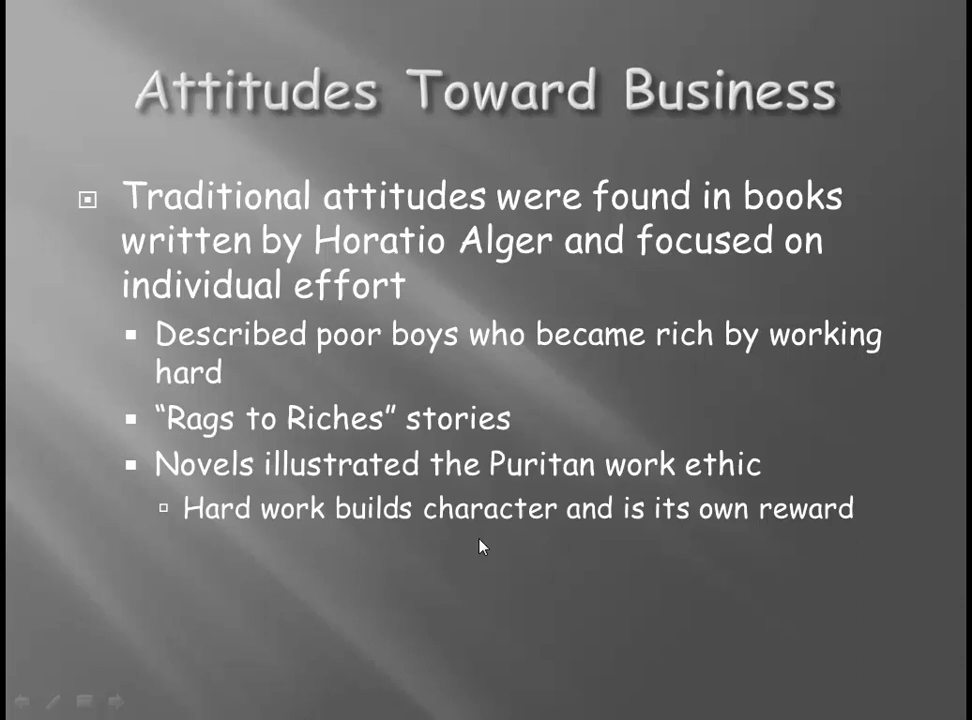 Attitudes Toward Business
Traditional attitudes were found in books
written by Horatio Alger and focused on
individual effort
Described poor boys who became rich by working
hard
“Rags to Riches” stories
Novels illustrated the Puritan work ethic
Hard work builds character and is its own reward